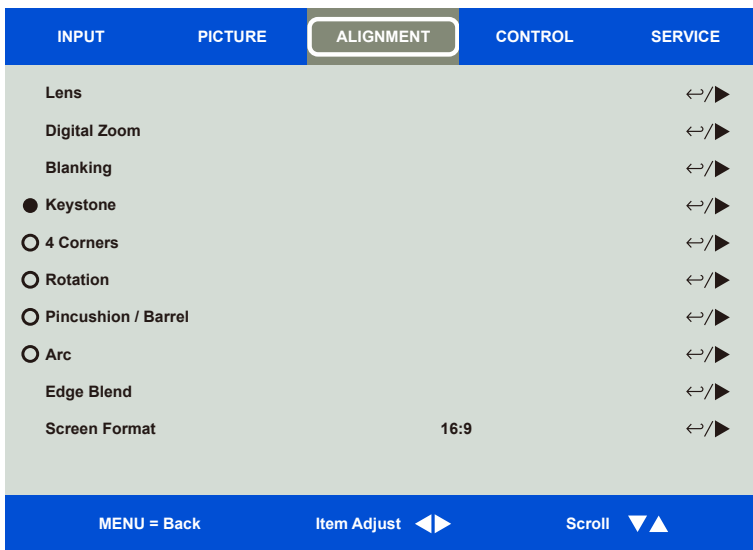 INPUT PICTURE ALIGNMENT CONTROL SERVICE
Lens ↩/▶
Digital Zoom ↩/▶
Blanking ↩/▶
● Keystone ↩/▶
○ 4 Corners ↩/▶
○ Rotation ↩/▶
○ Pincushion / Barrel ↩/▶
○ Arc ↩/▶
Edge Blend ↩/▶
Screen Format 16:9 ↩/▶
MENU = Back Item Adjust ◀▶ Scroll ▼▲